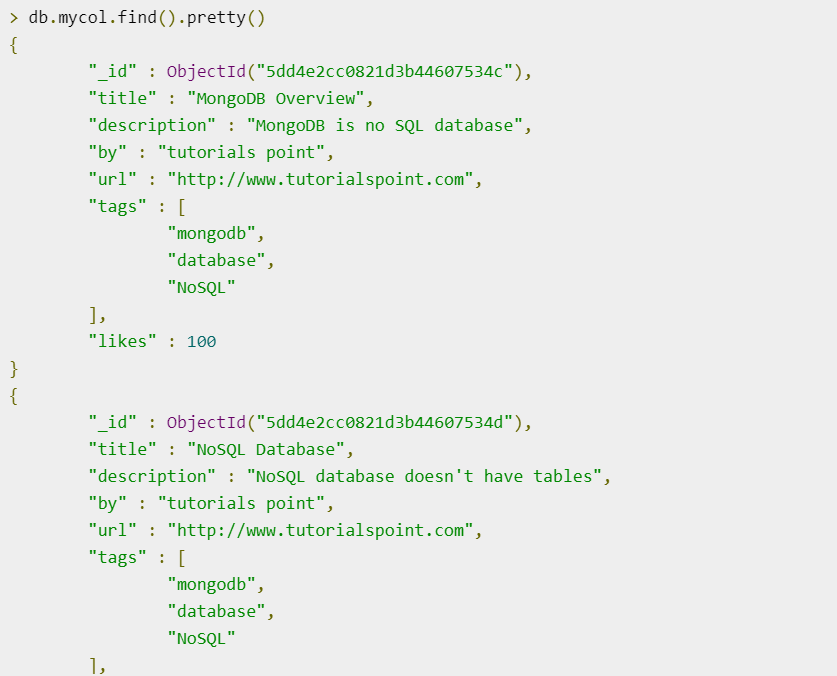 > db.mycol.find().pretty()
{
        "_id" : ObjectId("5dd4e2cc0821d3b44607534c"),
        "title" : "MongoDB Overview",
        "description" : "MongoDB is no SQL database",
        "by" : "tutorials point",
        "url" : "http://www.tutorialspoint.com",
        "tags" : [
                "mongodb",
                "database",
                "NoSQL"
        ],
        "likes" : 100
}
{
        "_id" : ObjectId("5dd4e2cc0821d3b44607534d"),
        "title" : "NoSQL Database",
        "description" : "NoSQL database doesn't have tables",
        "by" : "tutorials point",
        "url" : "http://www.tutorialspoint.com",
        "tags" : [
                "mongodb",
                "database",
                "NoSQL"
        ],